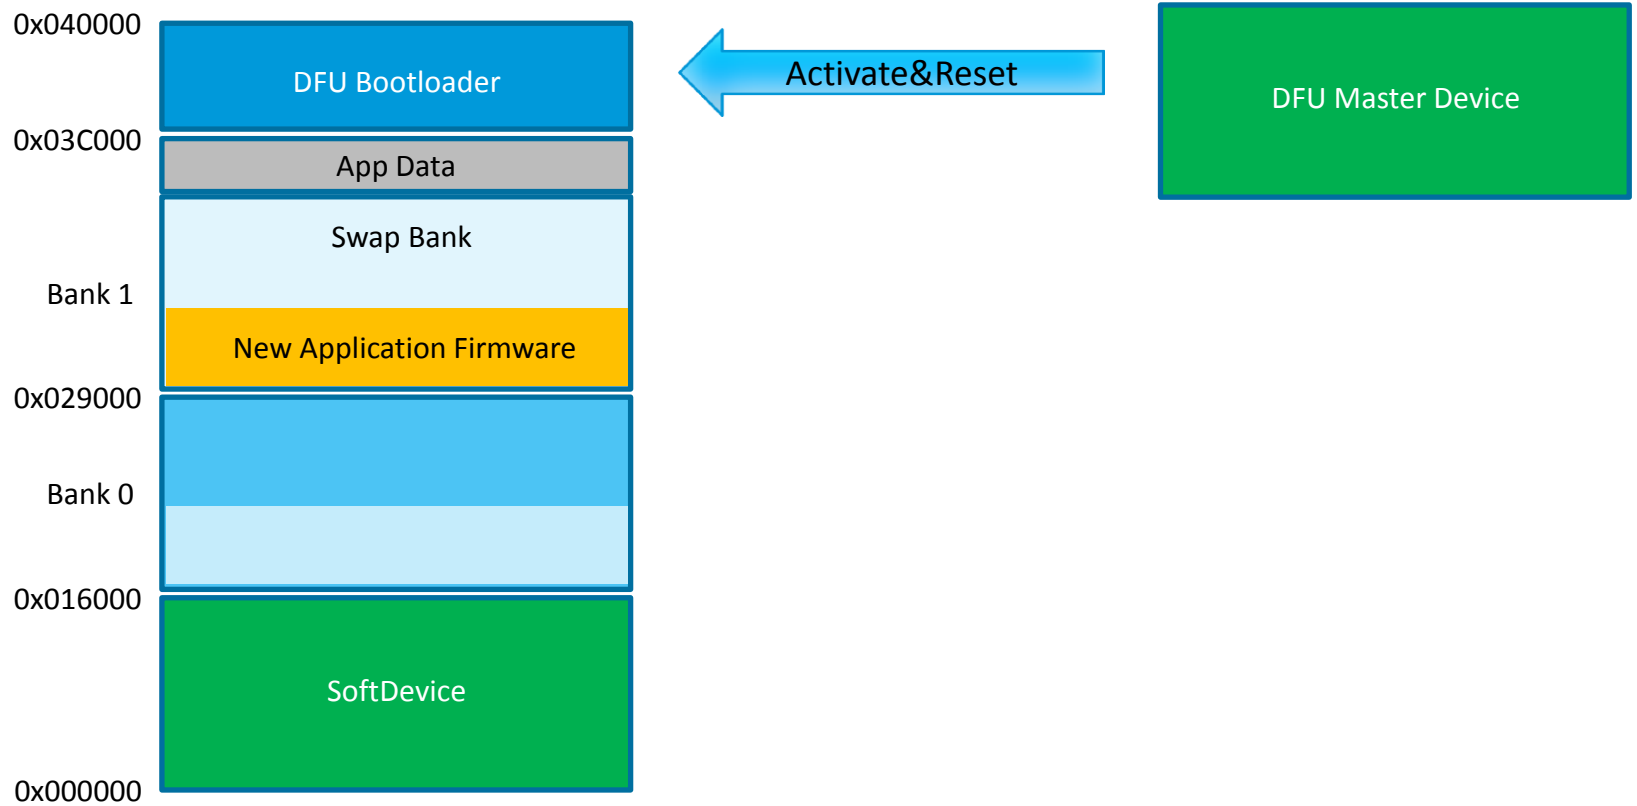 0x040000
DFU Bootloader
Activate&Reset
DFU Master Device
0x03C000
App Data
Swap Bank
Bank 1
New Application Firmware
0x029000
Bank 0
0x016000
SoftDevice
0x000000